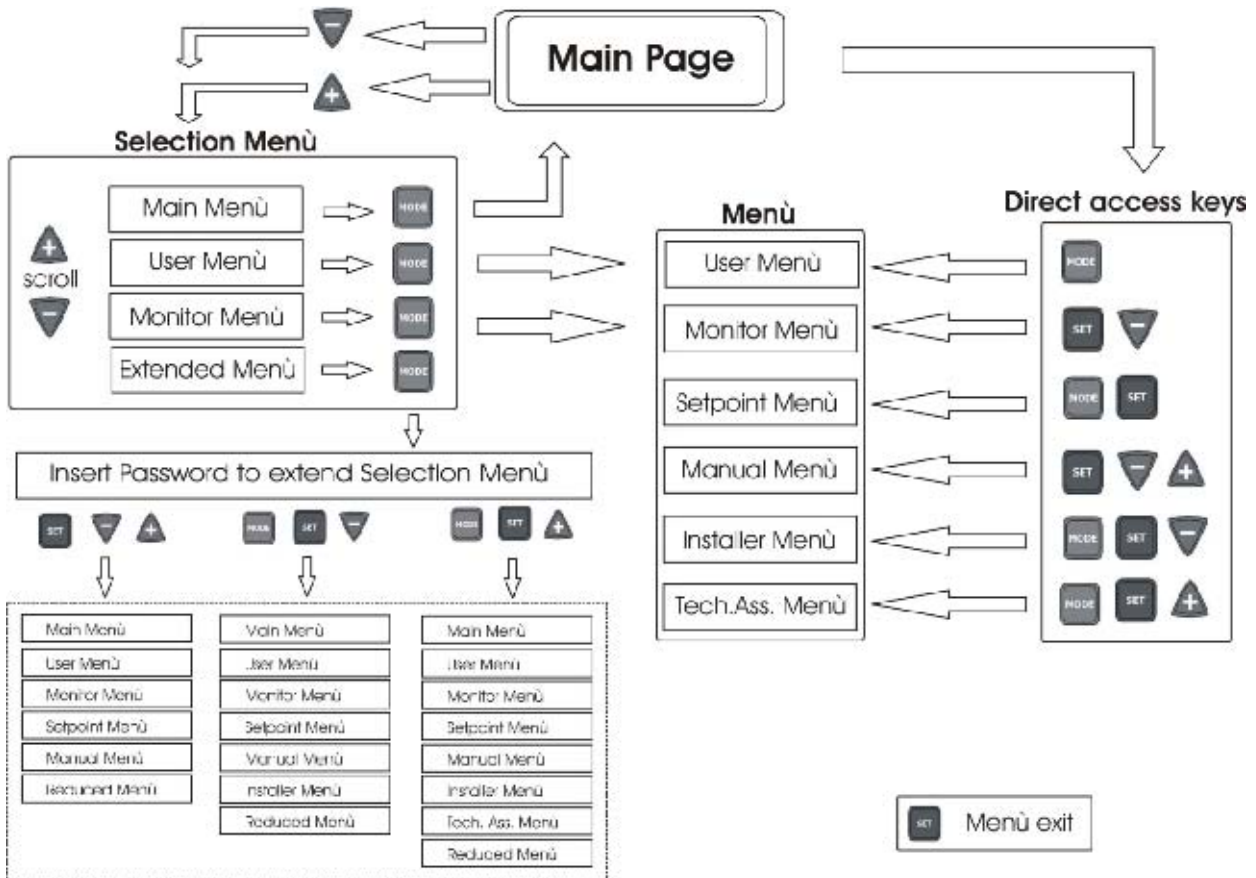 Main Page
Selection Menù
Main Menù
MODE
User Menù
MODE
scroll
Monitor Menù
MODE
Extended Menù
MODE
Insert Password to extend Selection Menù
SET
MODE
SET
MODE
SET
Main Menù
User Menù
Monitor Menù
Setpoint Menù
Manual Menù
Reduced Menù
Main Menù
User Menù
Monitor Menù
Setpoint Menù
Manual Menù
Installer Menù
Reduced Menù
Main Menù
User Menù
Monitor Menù
Setpoint Menù
Manual Menù
Installer Menù
Tech. Ass. Menù
Reduced Menù
Menù
User Menù
Monitor Menù
Setpoint Menù
Manual Menù
Installer Menù
Tech.Ass. Menù
Direct access keys
MODE
SET
MODE SET
SET
MODE SET
MODE SET
SET Menù exit